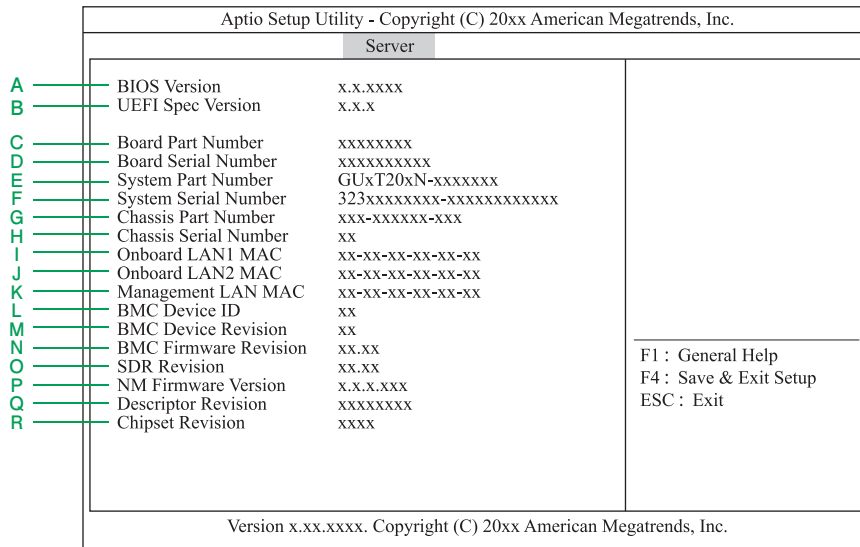 Aptio Setup Utility - Copyright (C) 20xx American Megatrends, Inc.
Server
A BIOS Version x.x.xxxx
B UEFI Spec Version x.x.x
C Board Part Number xxxxxxxx
D Board Serial Number xxxxxxxxxx
E System Part Number GUxT20xN-xxxxxxx
F System Serial Number 323xxxxxxxx-xxxxxxxxxxxx
G Chassis Part Number xxx-xxxxxx-xxx
H Chassis Serial Number xx
I Onboard LAN1 MAC xx-xx-xx-xx-xx-xx
J Onboard LAN2 MAC xx-xx-xx-xx-xx-xx
K Management LAN MAC xx-xx-xx-xx-xx-xx
L BMC Device ID xx
M BMC Device Revision xx
N BMC Firmware Revision xx.xx
O SDR Revision xx.xx
P NM Firmware Version x.x.x.xxx
Q Descriptor Revision xxxxxxxx
R Chipset Revision xxxx
F1 : General Help
F4 : Save & Exit Setup
ESC : Exit
Version x.xx.xxxx. Copyright (C) 20xx American Megatrends, Inc.